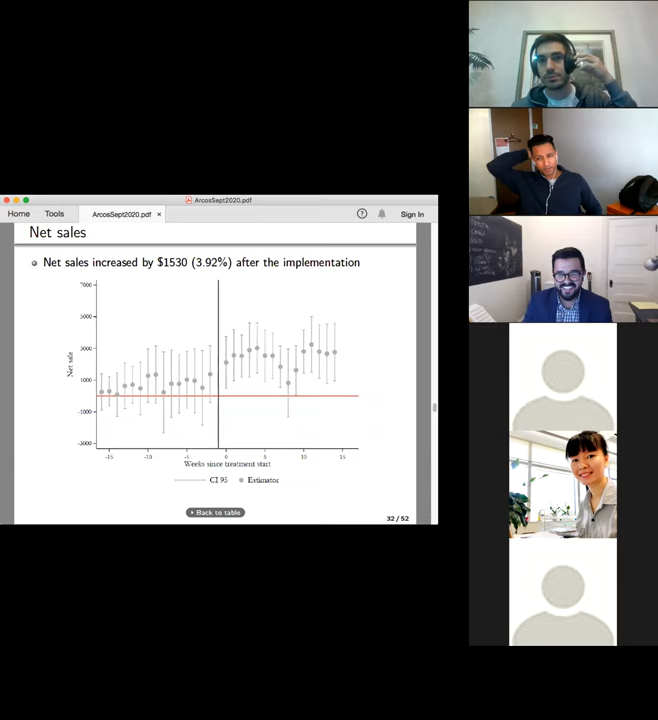 ArcosSept2020.pdf
Home Tools ArcosSept2020.pdf × Sign In
Net sales
Net sales increased by $1530 (3.92%) after the implementation
7000
5000
3000
1000
-1000
-3000
Net sale
-15 -10 -5 0 5 10 15
Weeks since treatment start
CI 95 Estimator
Back to table
32 / 52